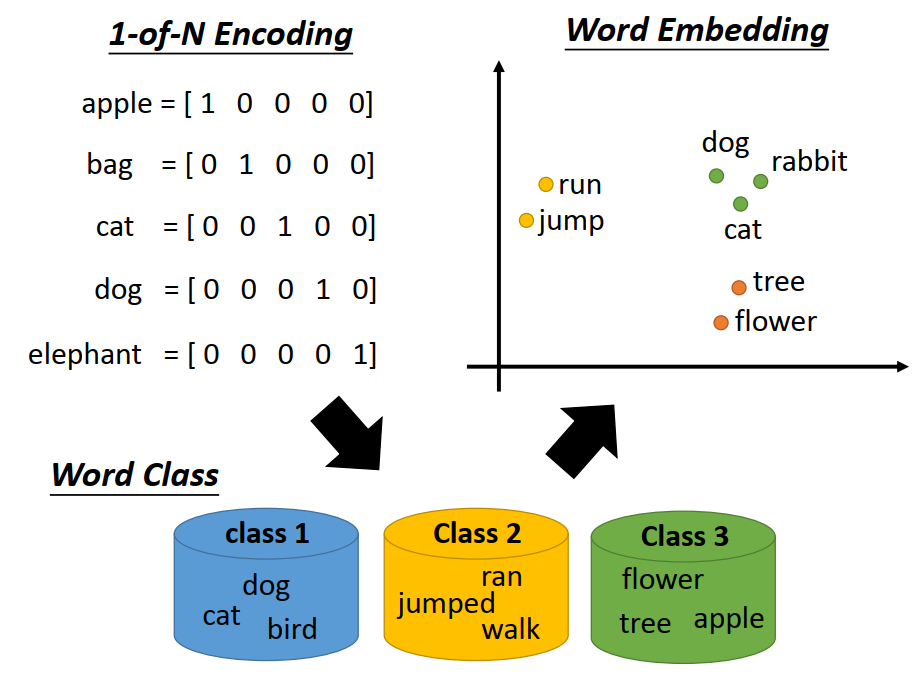 1-of-N Encoding
apple = [ 1 0 0 0 0]
bag = [ 0 1 0 0 0]
cat = [ 0 0 1 0 0]
dog = [ 0 0 0 1 0]
elephant = [ 0 0 0 0 1]
Word Embedding
dog
rabbit
run
jump
cat
tree
flower
Word Class
class 1
dog
cat
bird
Class 2
ran
jumped
walk
Class 3
flower
tree apple